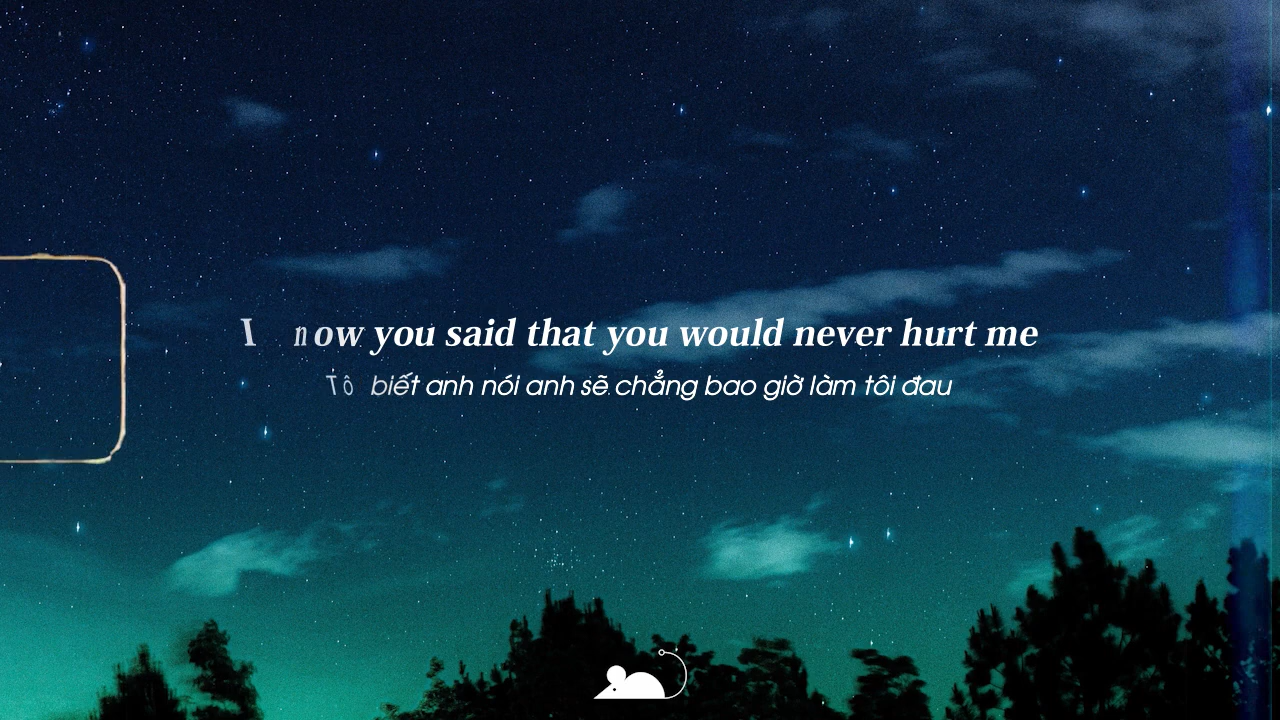 I now you said that you would never hurt me
Tô biết anh nói anh sẽ chẳng bao giờ làm tôi đau